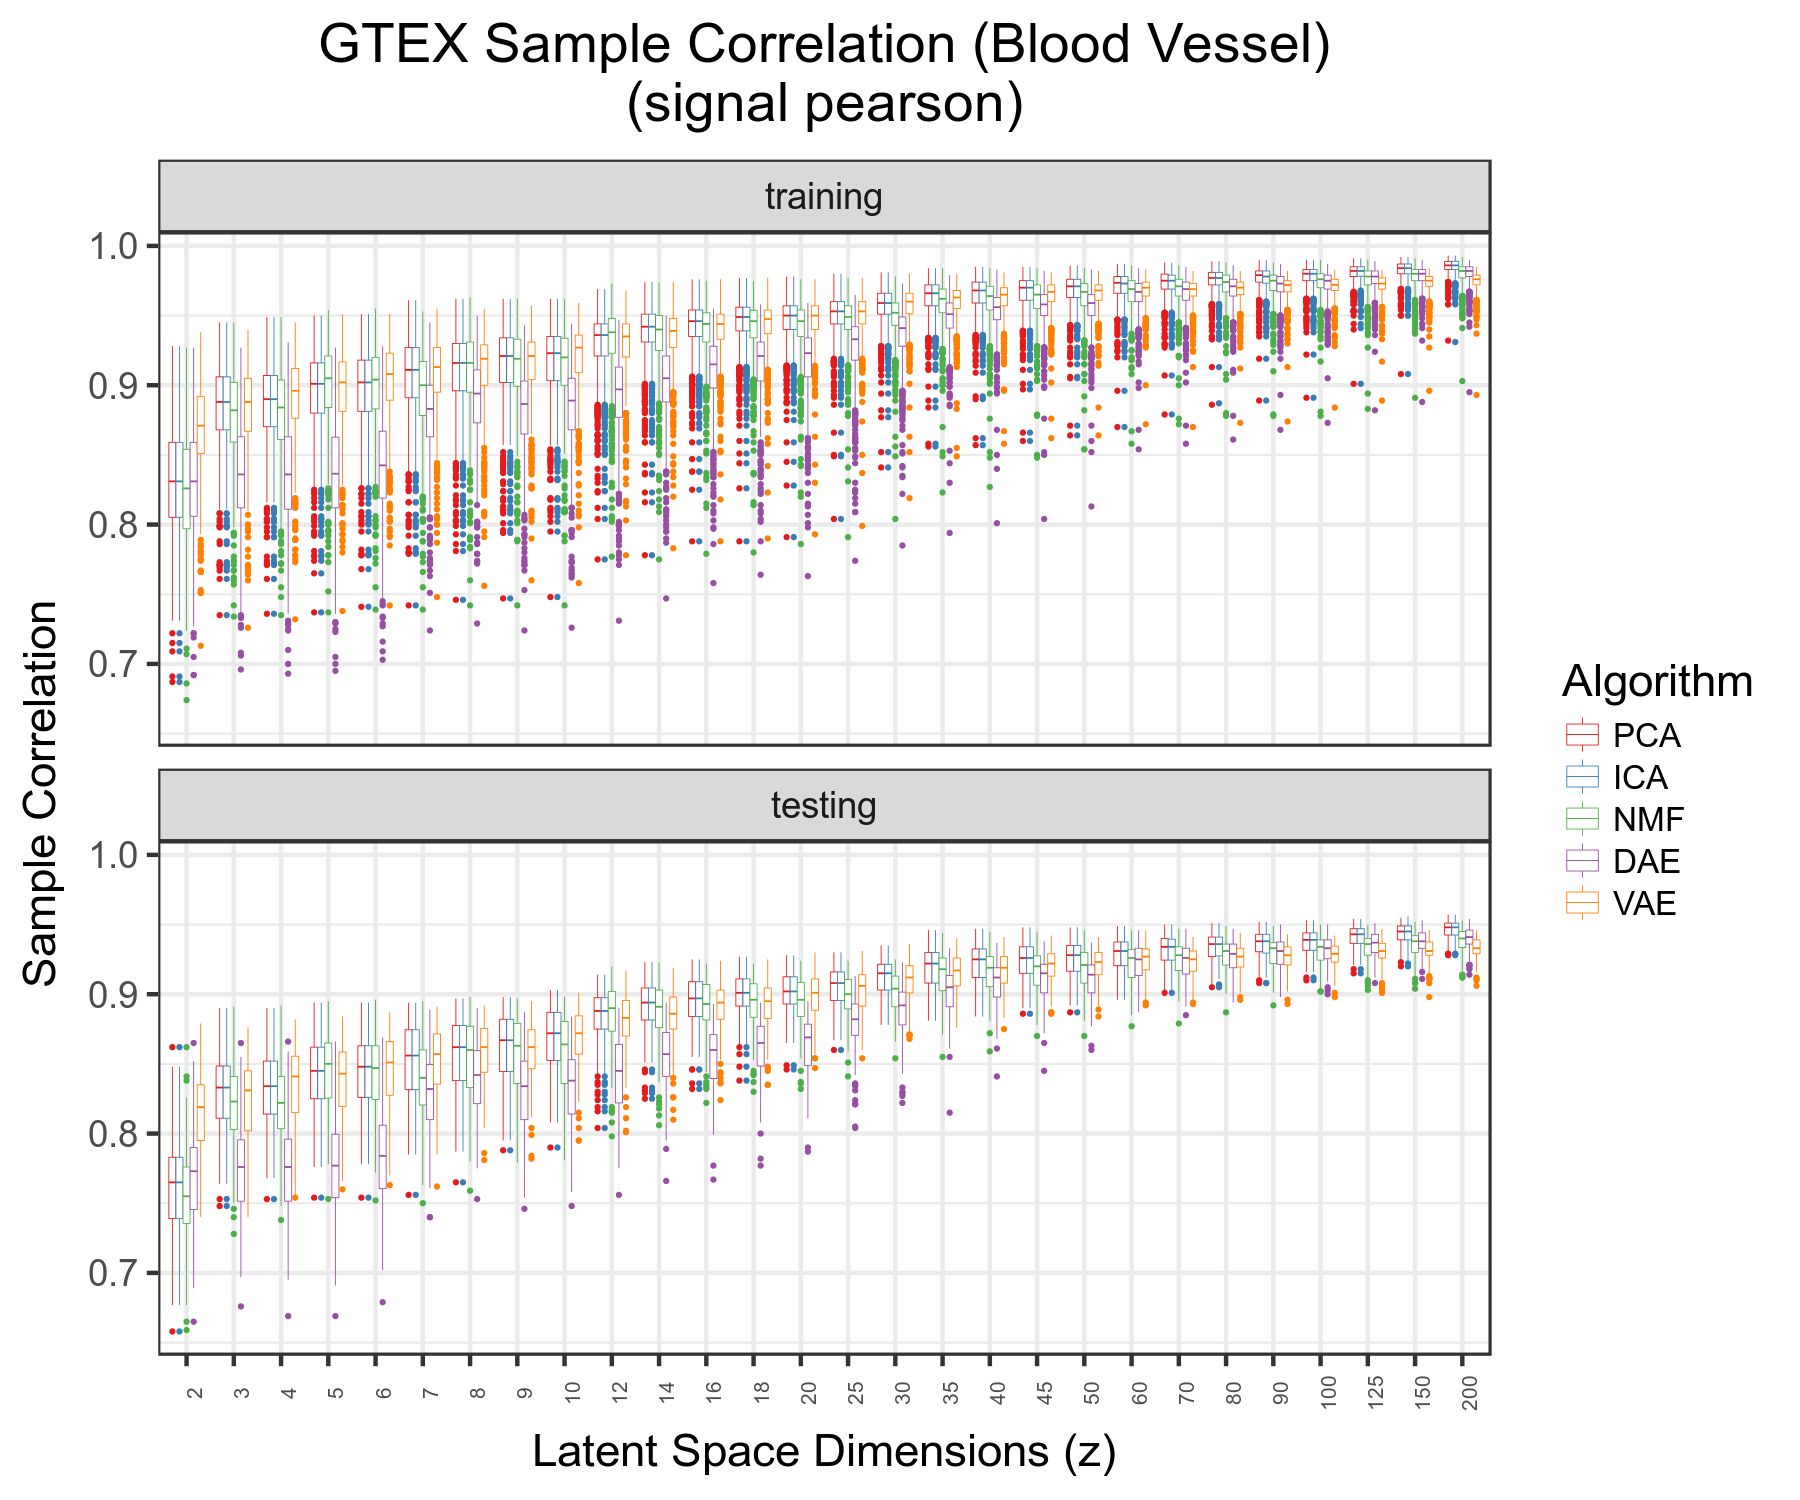 GTEX Sample Correlation (Blood Vessel)
(signal pearson)
training
1.0
0.9
0.8
0.7
testing
1.0
0.9
0.8
0.7
Sample Correlation
2 3 4 5 6 7 8 9 10 12 14 16 18 20 25 30 35 40 45 50 60 70 80 90 100 125 150 200
Latent Space Dimensions (z)
Algorithm
PCA
ICA
NMF
DAE
VAE